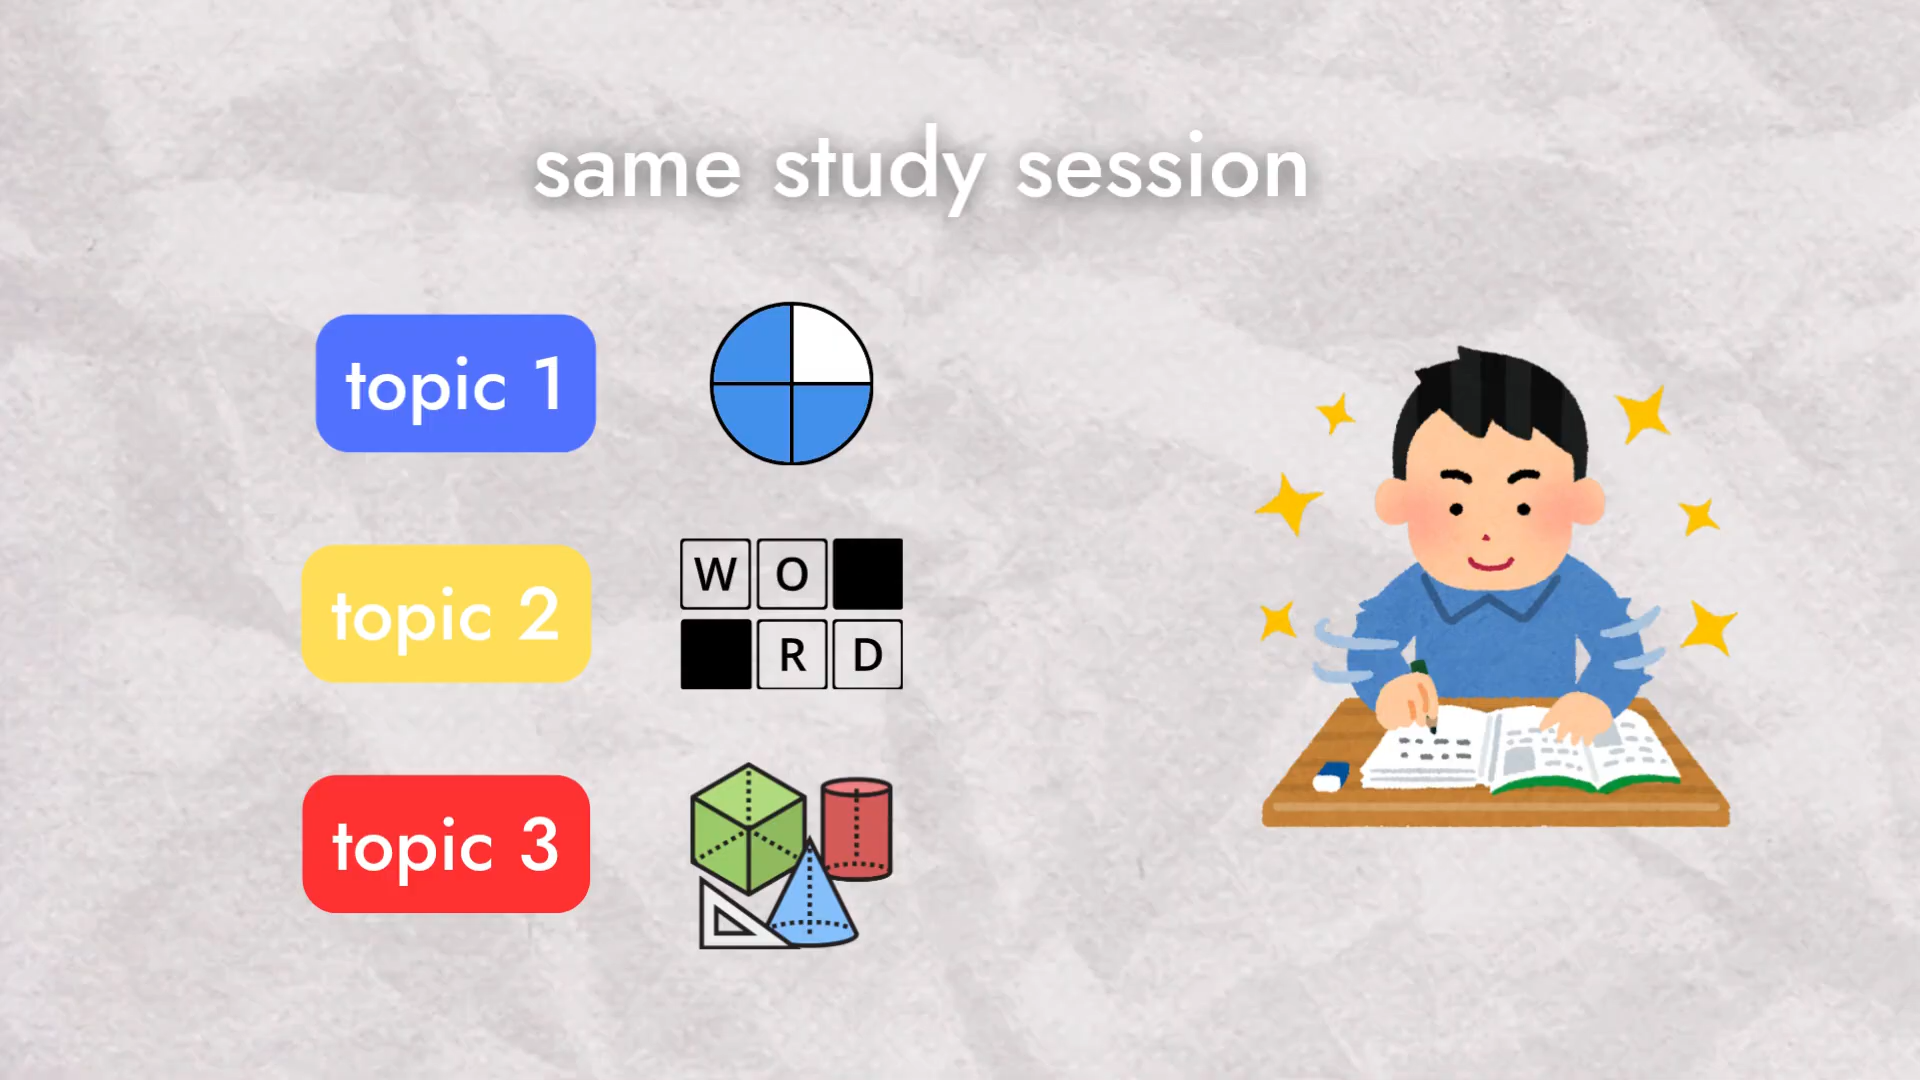 same study session
topic 1
topic 2
W O
R D
topic 3